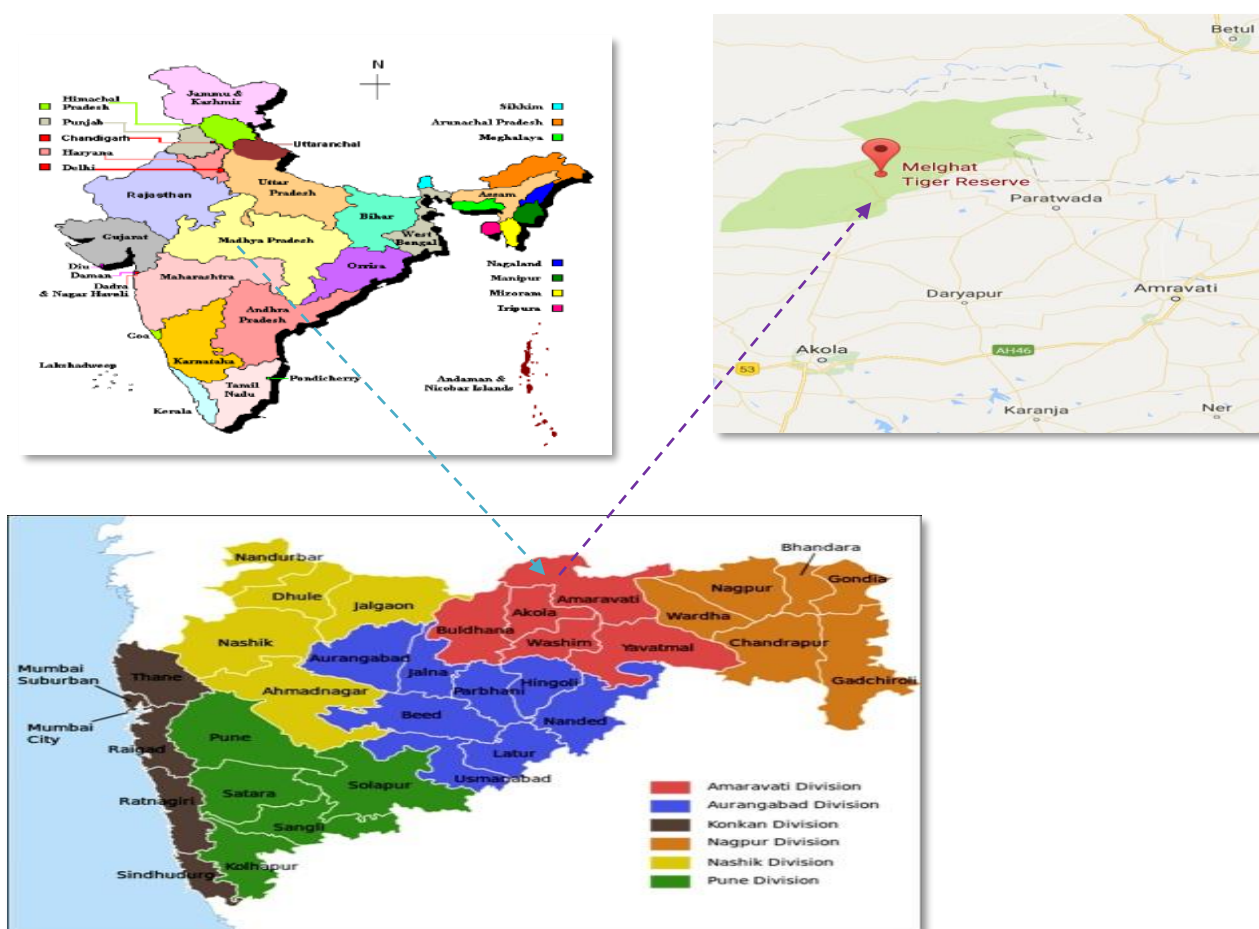 N
Jammu &
Kashmir
Himachal
Pradesh
Punjab
Chandigarh
Haryana
Delhi
Uttaranchal
Sikkim
Arunachal Pradesh
Meghalaya
Rajasthan
Uttar
Pradesh
Assam
Bihar
Gujarat
Madhya Pradesh
West
Bengal
Diu
Daman
Dadra
& Nagar Haveli
Maharashtra
Orrisa
Nagaland
Manipur
Mizoram
Tripura
Andhra
Pradesh
Goa
Karnataka
Lakshadweep
Tamil
Nadu
Pondicherry
Andaman &
Nicobar Islands
Kerala
Betul
Melghat
Tiger Reserve
Paratwada
Daryapur
Amravati
Akola
AH46
53
Karanja
Ner
Nandurbar
Bhandara
Dhule
Jalgaon
Nagpur
Gondia
Akola
Amaravati
Wardha
Buldhana
Nashik
Washim
Yavatmal
Chandrapur
Aurangabad
Jalna
Mumbai
Suburban
Thane
Hingoli
Gadchiroli
Ahmadnagar
Parbhani
Beed
Nanded
Mumbai
City
Pune
Raigad
Latur
Usmanabad
Solapur
Satara
Ratnagiri
Sangli
Kolhapur
Sindhudurg
Amaravati Division
Aurangabad Division
Konkan Division
Nagpur Division
Nashik Division
Pune Division